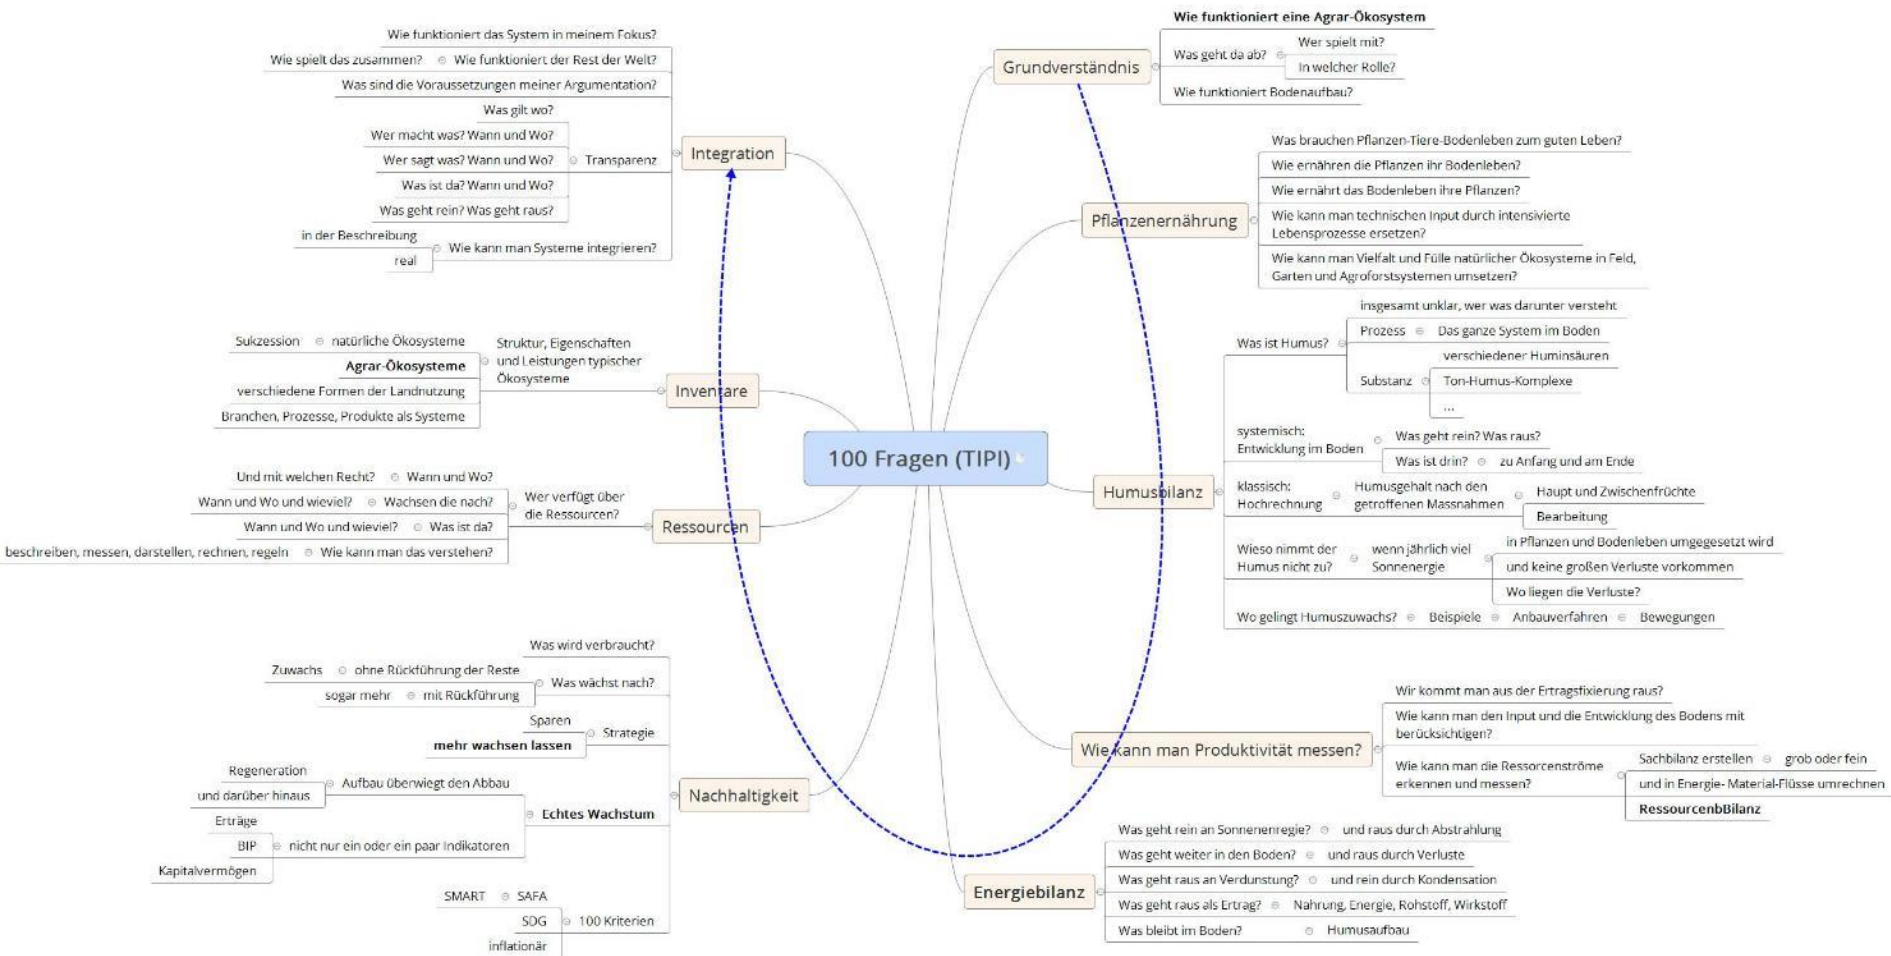 100 Fragen (TIPI)
Grundverständnis
Wie funktioniert eine Agrar-Ökosystem
Was geht da ab?
Wer spielt mit?
In welcher Rolle?
Wie funktioniert Bodenaufbau?
Pflanzenernährung
Was brauchen Pflanzen-Tiere-Bodenleben zum guten Leben?
Wie ernähren die Pflanzen ihr Bodenleben?
Wie ernährt das Bodenleben ihre Pflanzen?
Wie kann man technischen Input durch intensivierte
Lebensprozesse ersetzen?
Wie kann man Vielfalt und Fülle natürlicher Ökosysteme in Feld,
Garten und Agroforstsystemen umsetzen?
Humusbilanz
Was ist Humus?
insgesamt unklar, wer was darunter versteht
Prozess
Das ganze System im Boden
Substanz
verschiedener Huminsäuren
Ton-Humus-Komplexe
...
systemisch:
Entwicklung im Boden
Was geht rein? Was raus?
Was ist drin?
zu Anfang und am Ende
klassisch:
Hochrechnung
Humusgehalt nach den
getroffenen Massnahmen
Haupt und Zwischenfrüchte
Bearbeitung
Wieso nimmt der
Humus nicht zu?
wenn jährlich viel
Sonnenergie
in Pflanzen und Bodenleben umgegesetzt wird
und keine großen Verluste vorkommen
Wo liegen die Verluste?
Wo gelingt Humuszuwachs?
Beispiele
Anbauverfahren
Bewegungen
Wie kann man Produktivität messen?
Wir kommt man aus der Ertragsfixierung raus?
Wie kann man den Input und die Entwicklung des Bodens mit
berücksichtigen?
Wie kann man die Ressorcenströme
erkennen und messen?
Sachbilanz erstellen
grob oder fein
und in Energie- Material-Flüsse umrechnen
RessourcenbBilanz
Energiebilanz
Was geht rein an Sonnenenregie?
und raus durch Abstrahlung
Was geht weiter in den Boden?
und raus durch Verluste
Was geht raus an Verdunstung?
und rein durch Kondensation
Was geht raus als Ertrag?
Nahrung, Energie, Rohstoff, Wirkstoff
Was bleibt im Boden?
Humusaufbau
Integration
Wie funktioniert das System in meinem Fokus?
Wie spielt das zusammen?
Wie funktioniert der Rest der Welt?
Was sind die Voraussetzungen meiner Argumentation?
Transparenz
Was gilt wo?
Wer macht was? Wann und Wo?
Wer sagt was? Wann und Wo?
Was ist da? Wann und Wo?
Was geht rein? Was geht raus?
Wie kann man Systeme integrieren?
in der Beschreibung
real
Inventare
Struktur, Eigenschaften
und Leistungen typischer
Ökosysteme
Sukzession
natürliche Ökosysteme
Agrar-Ökosysteme
verschiedene Formen der Landnutzung
Branchen, Prozesse, Produkte als Systeme
Ressourcen
Wer verfügt über
die Ressourcen?
Und mit welchen Recht?
Wann und Wo?
Wann und Wo und wieviel?
Wachsen die nach?
Wann und Wo und wieviel?
Was ist da?
beschreiben, messen, darstellen, rechnen, regeln
Wie kann man das verstehen?
Nachhaltigkeit
Was wird verbraucht?
Was wächst nach?
Zuwachs
ohne Rückführung der Reste
sogar mehr
mit Rückführung
Strategie
Sparen
mehr wachsen lassen
Echtes Wachstum
Aufbau überwiegt den Abbau
Regeneration
und darüber hinaus
nicht nur ein oder ein paar Indikatoren
Erträge
BIP
Kapitalvermögen
100 Kriterien
SMART
SAFA
SDG
inflationär